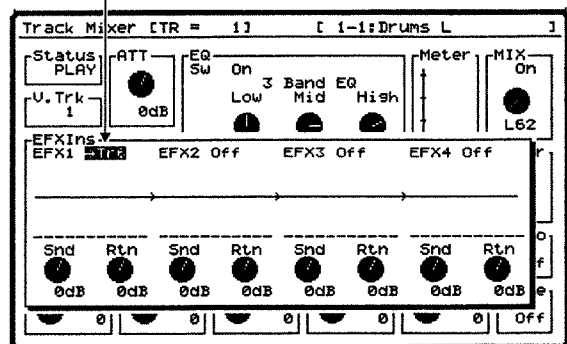 Track Mixer [TR = 1] [ 1-1:Drums L ]
Status PLAY
ATT 0dB
EQ Sw On
3 Band EQ
Low Mid High
Meter
MIX On
L62
V.Trk 1
EFXIns
EFX1 →Trk EFX2 Off EFX3 Off EFX4 Off
Snd Rtn Snd Rtn Snd Rtn Snd Rtn
0dB 0dB 0dB 0dB 0dB 0dB 0dB 0dB
0 0 0 0 0 Off